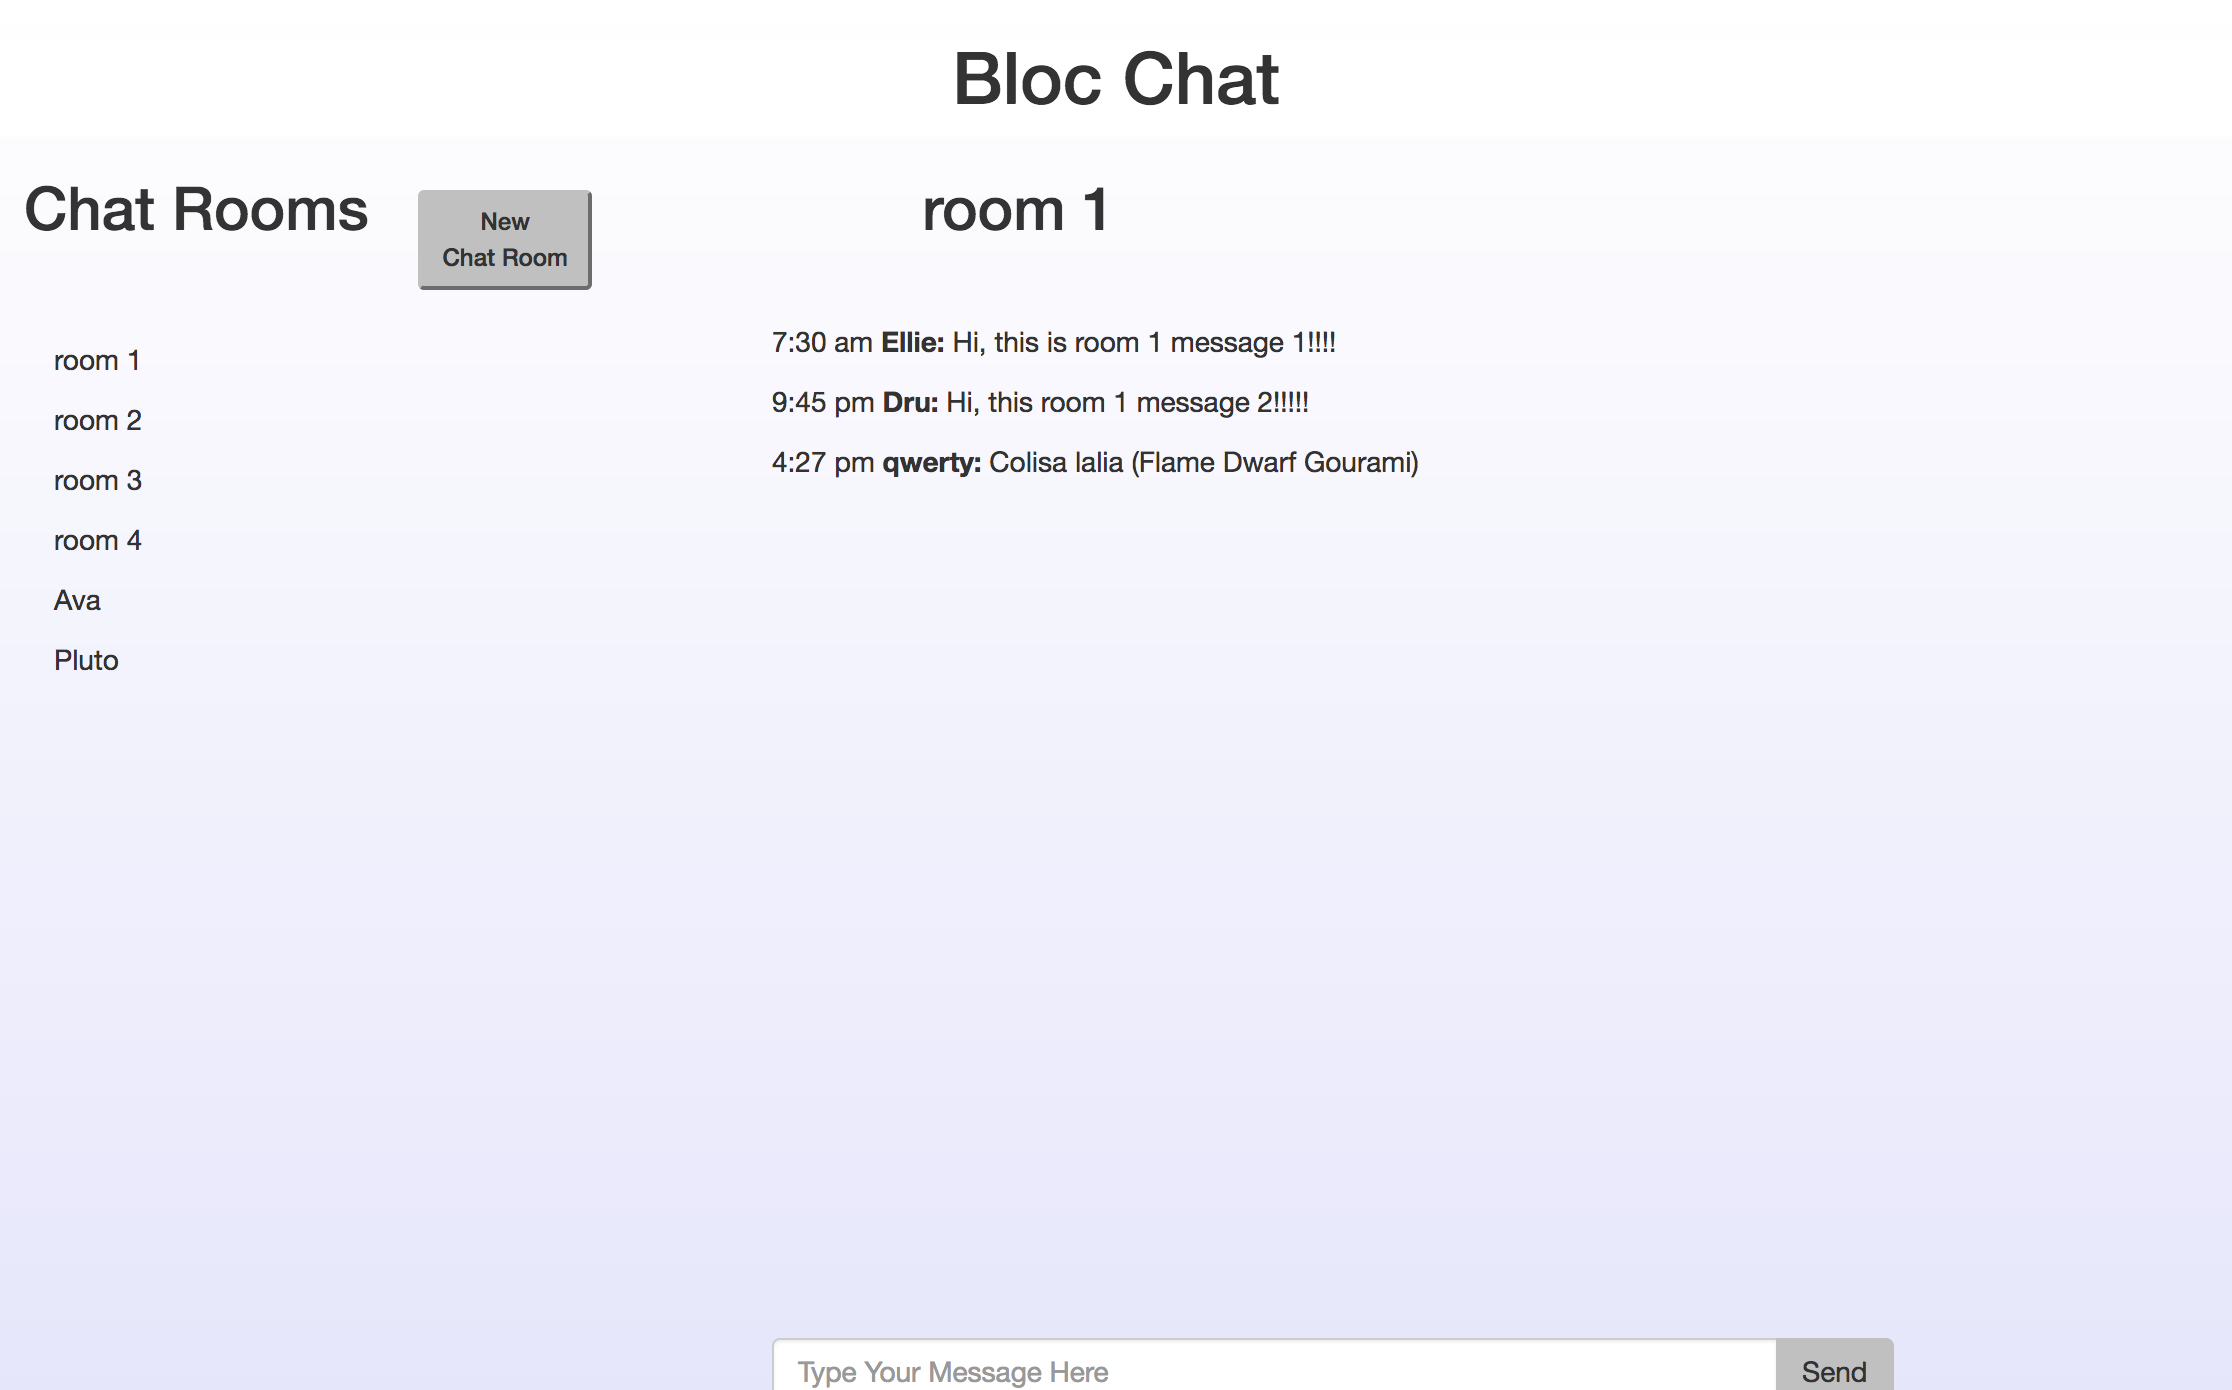 Bloc Chat
Chat Rooms
New
Chat Room
room 1
room 2
room 3
room 4
Ava
Pluto
room 1
7:30 am Ellie: Hi, this is room 1 message 1!!!!
9:45 pm Dru: Hi, this room 1 message 2!!!!!
4:27 pm qwerty: Colisa lalia (Flame Dwarf Gourami)
Type Your Message Here
Send